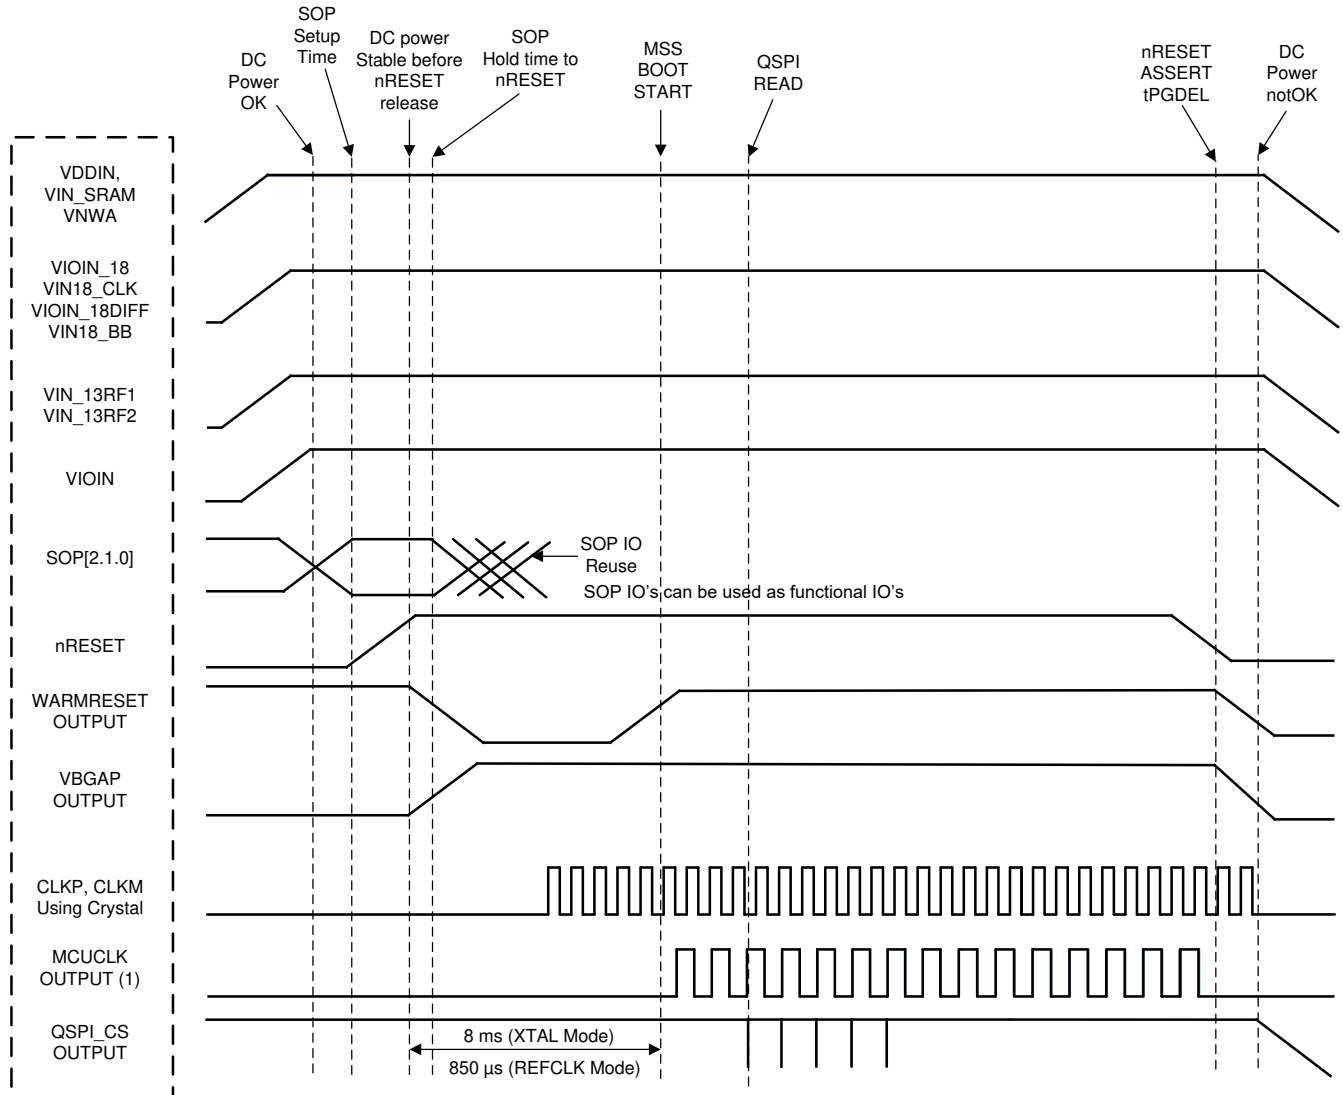 SOP
Setup
Time
DC
Power
OK
DC power
Stable before
nRESET
release
SOP
Hold time to
nRESET
MSS
BOOT
START
QSPI
READ
nRESET
ASSERT
tPGDEL
DC
Power
notOK
VDDIN,
VIN_SRAM
VNWA
VIOIN_18
VIN18_CLK
VIOIN_18DIFF
VIN18_BB
VIN_13RF1
VIN_13RF2
VIOIN
SOP[2.1.0]
SOP IO
Reuse
SOP IO's can be used as functional IO's
nRESET
WARMRESET
OUTPUT
VBGAP
OUTPUT
CLKP, CLKM
Using Crystal
MCUCLK
OUTPUT (1)
QSPI_CS
OUTPUT
8 ms (XTAL Mode)
850 µs (REFCLK Mode)